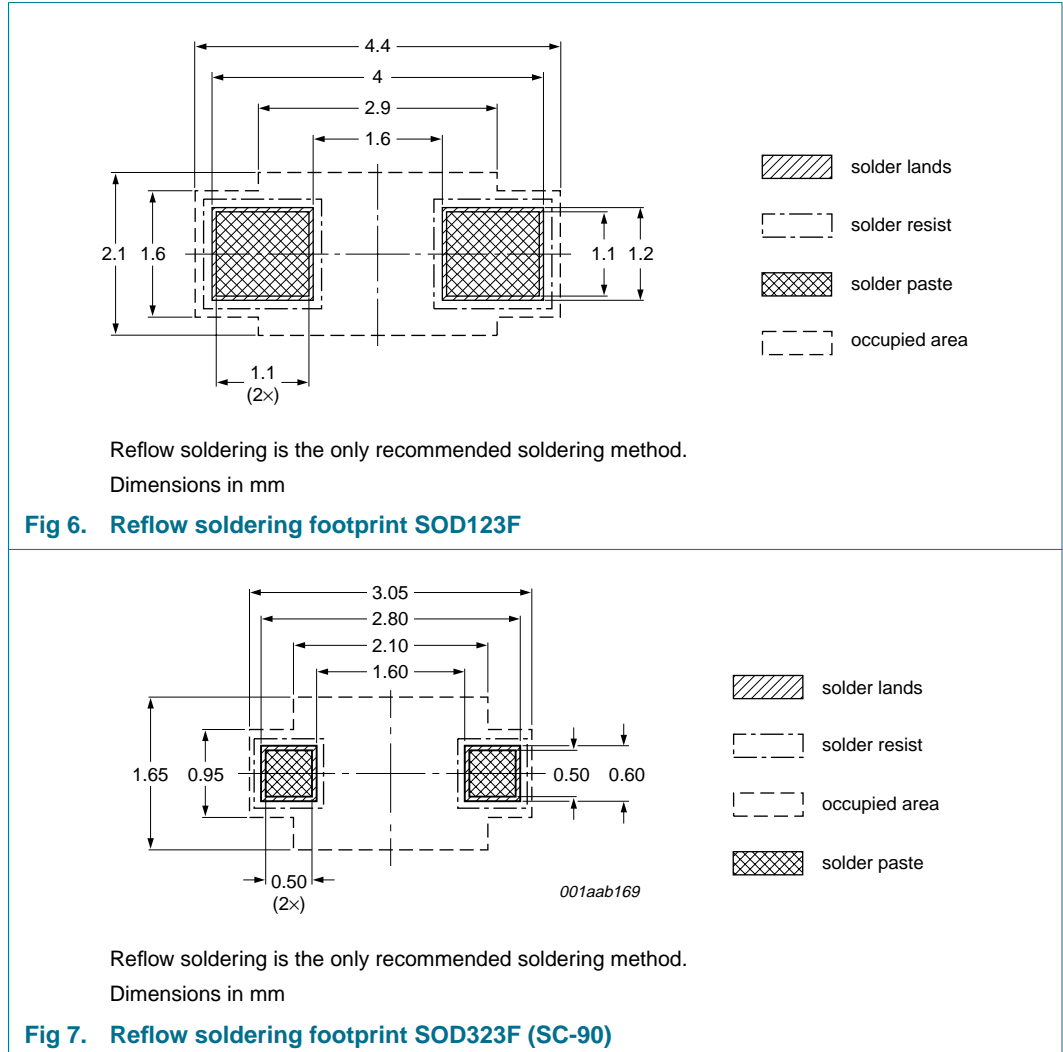 4.4
4
2.9
1.6
solder lands
solder resist
2.1 1.6 1.1 1.2
solder paste
occupied area
1.1
(2×)
Reflow soldering is the only recommended soldering method.
Dimensions in mm
Fig 6. Reflow soldering footprint SOD123F
3.05
2.80
2.10
1.60
solder lands
solder resist
1.65 0.95 0.50 0.60
occupied area
solder paste
0.50
(2×)
001aab169
Reflow soldering is the only recommended soldering method.
Dimensions in mm
Fig 7. Reflow soldering footprint SOD323F (SC-90)